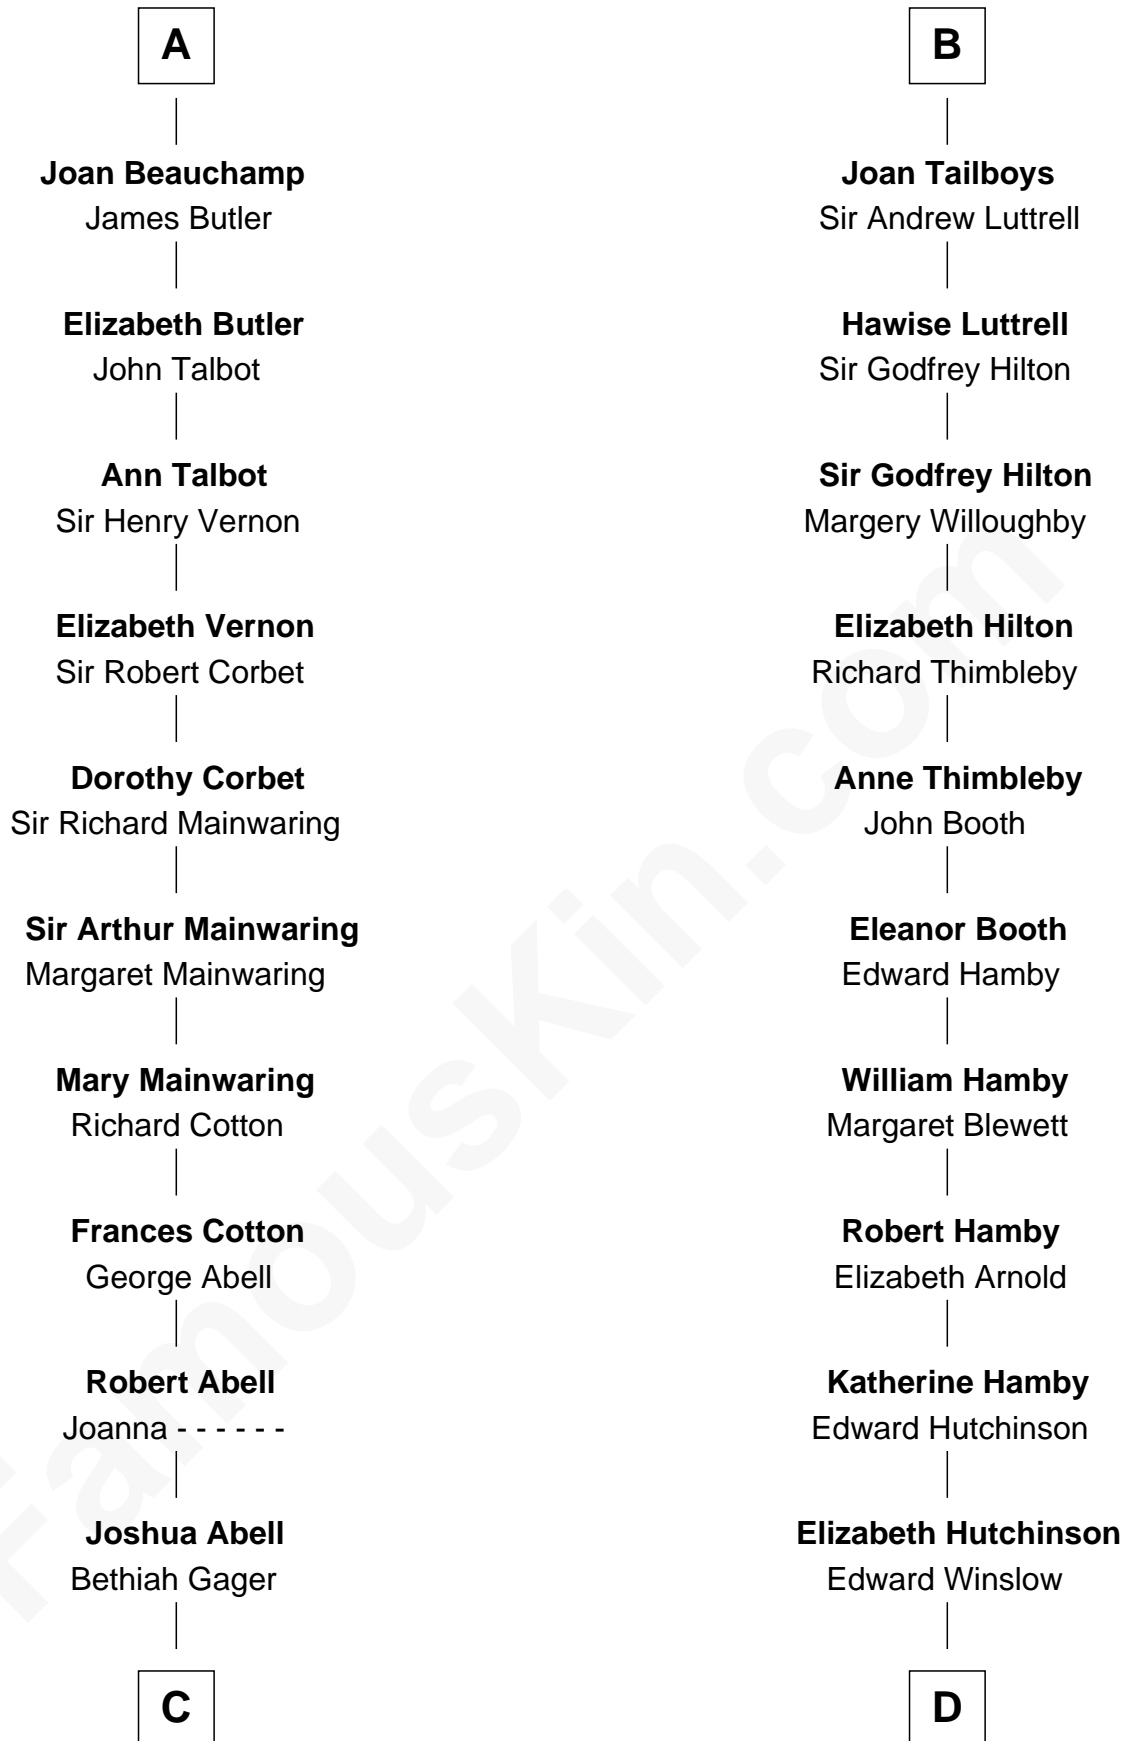 A
Joan Beauchamp
James Butler
Elizabeth Butler
John Talbot
Ann Talbot
Sir Henry Vernon
Elizabeth Vernon
Sir Robert Corbet
Dorothy Corbet
Sir Richard Mainwaring
Sir Arthur Mainwaring
Margaret Mainwaring
Mary Mainwaring
Richard Cotton
Frances Cotton
George Abell
Robert Abell
Joanna - - - - - -
Joshua Abell
Bethiah Gager
C
B
Joan Tailboys
Sir Andrew Luttrell
Hawise Luttrell
Sir Godfrey Hilton
Sir Godfrey Hilton
Margery Willoughby
Elizabeth Hilton
Richard Thimbleby
Anne Thimbleby
John Booth
Eleanor Booth
Edward Hamby
William Hamby
Margaret Blewett
Robert Hamby
Elizabeth Arnold
Katherine Hamby
Edward Hutchinson
Elizabeth Hutchinson
Edward Winslow
D
FamousKin.com